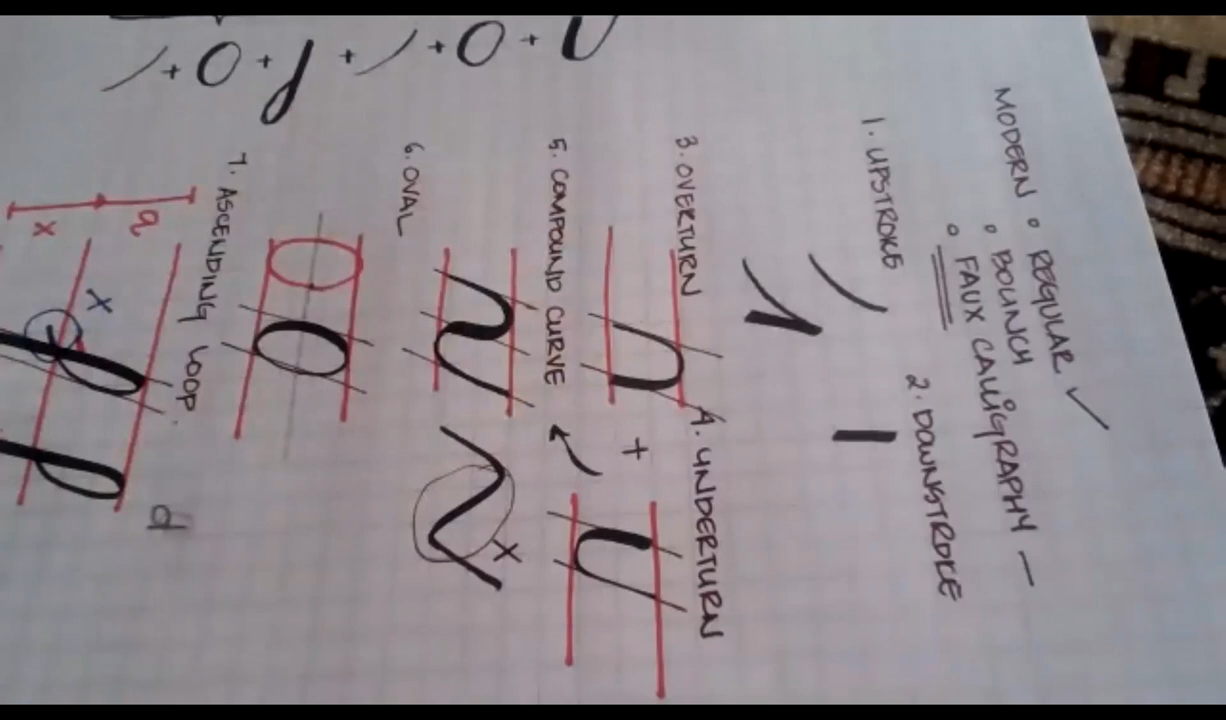 MODERN ◦ REGULAR ✓
◦ BOUNCH
◦ FAUX CALLIGRAPHY –
1. UPSTROKE
2. DOWNSTROKE
3. OVERTURN
4. UNDERTURN
+
5. COMPOUND CURVE
x
6. OVAL
7. ASCENDING LOOP.
a
x
x
+ O + + O +